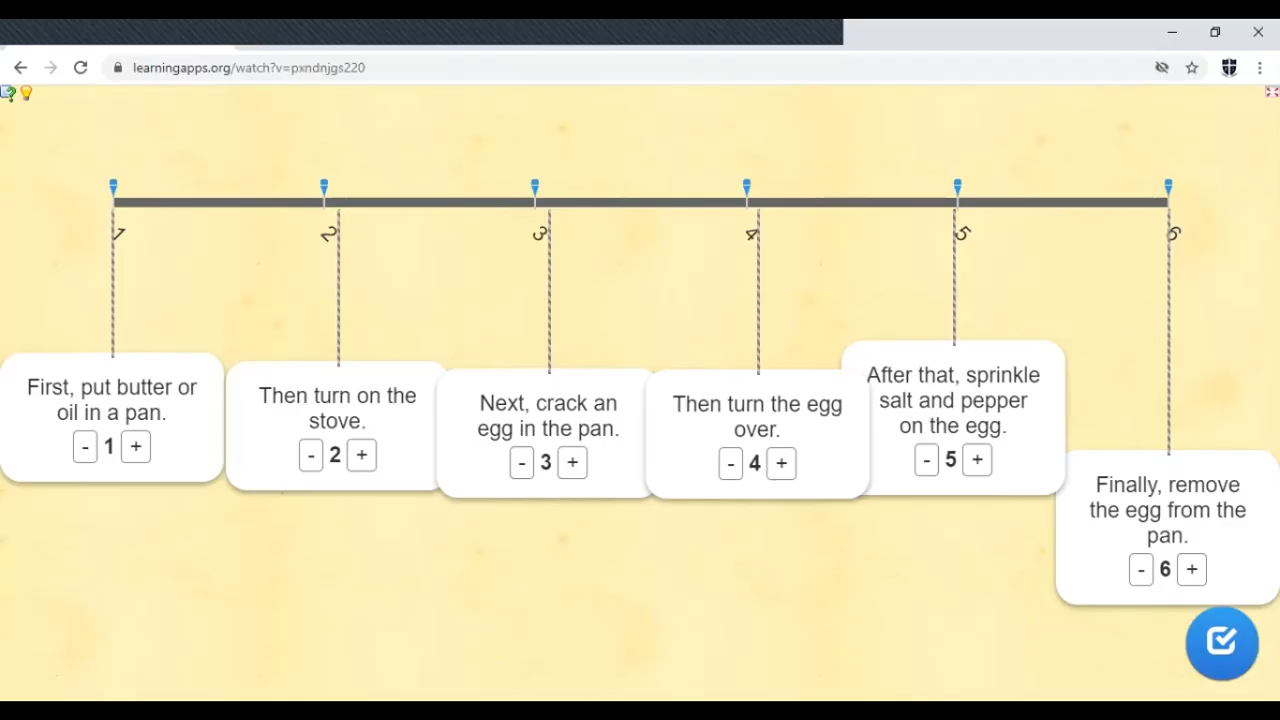 learningapps.org/watch?v=pxndnjgs220
1
2
3
4
5
6
First, put butter or
oil in a pan.
- 1 +
Then turn on the
stove.
- 2 +
Next, crack an
egg in the pan.
- 3 +
Then turn the egg
over.
- 4 +
After that, sprinkle
salt and pepper
on the egg.
- 5 +
Finally, remove
the egg from the
pan.
- 6 +